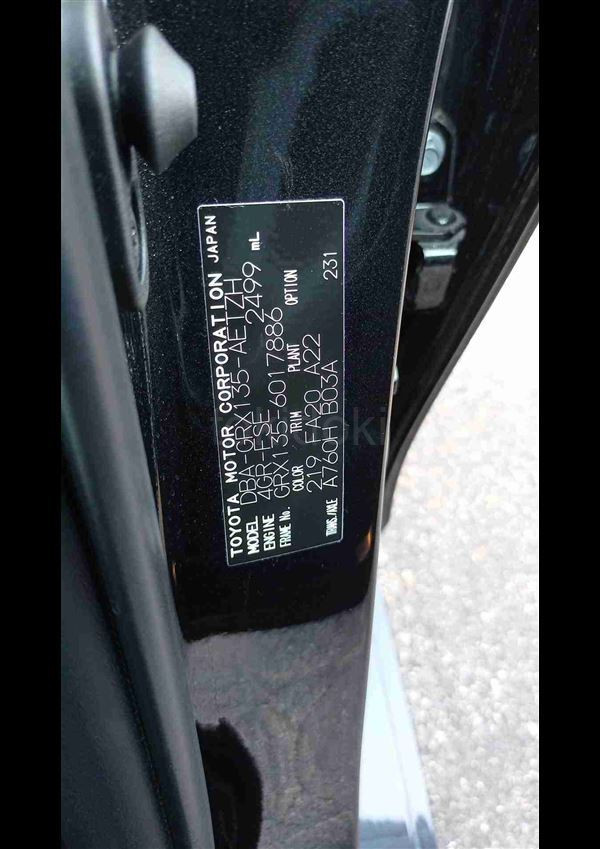 TOYOTA MOTOR CORPORATION JAPAN
MODEL DBA-GRX135-AETZH
ENGINE 4GR-FSE 2499 mL
FRAME No. GRX135-6017886
COLOR TRIM PLANT OPTION
219 FA20 A22
TRNS./AXLE A760H B03A 231